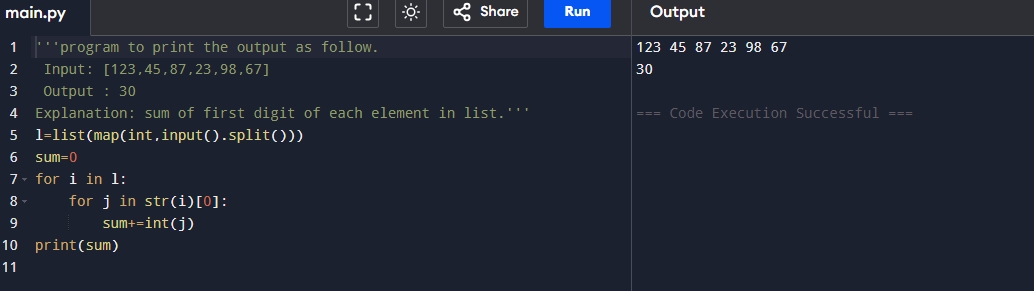 main.py Share Run Output
1 '''program to print the output as follow.
2 Input: [123,45,87,23,98,67]
3 Output : 30
4 Explanation: sum of first digit of each element in list.'''
5 l=list(map(int,input().split()))
6 sum=0
7 for i in l:
8 for j in str(i)[0]:
9 sum+=int(j)
10 print(sum)
11
123 45 87 23 98 67
30
=== Code Execution Successful ===